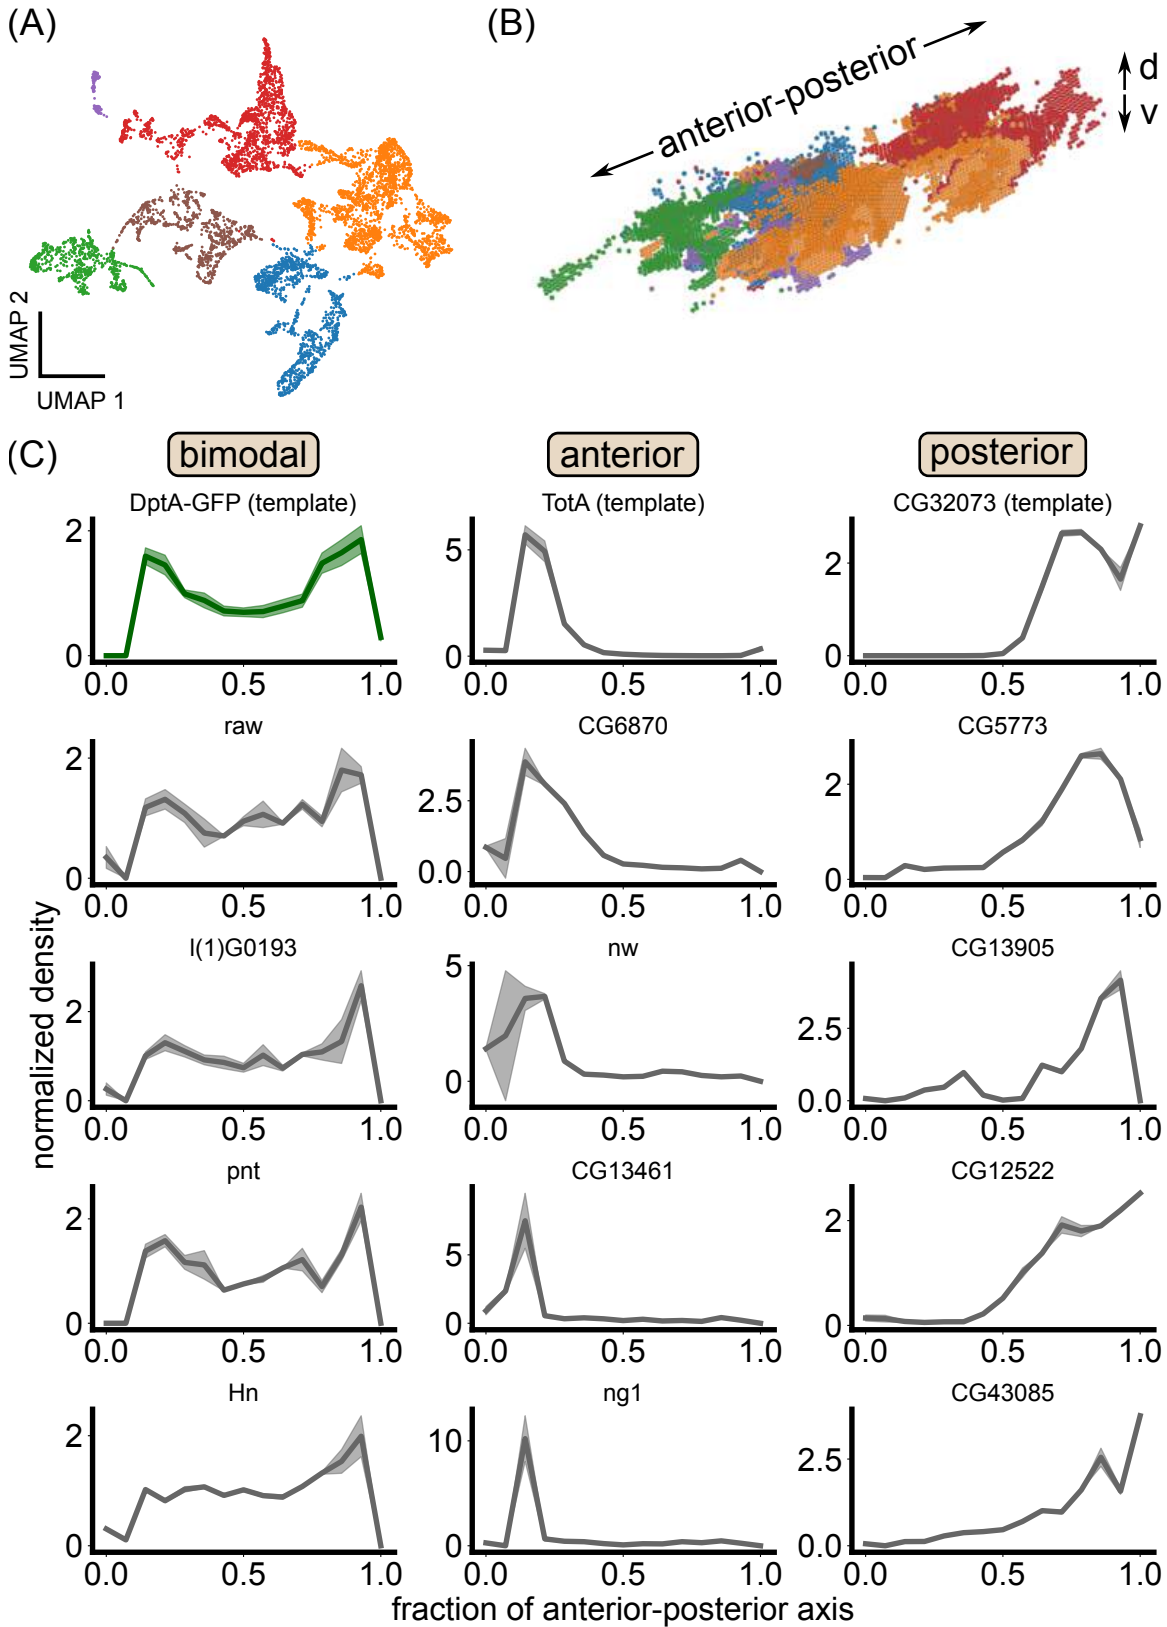 (A)
UMAP 2
UMAP 1
(B)
anterior-posterior
d
v
(C)
bimodal
anterior
posterior
DptA-GFP (template)
TotA (template)
CG32073 (template)
2
0
0.0 0.5 1.0
5
0
0.0 0.5 1.0
2
0
0.0 0.5 1.0
raw
CG6870
CG5773
2
0
0.0 0.5 1.0
2.5
0.0
0.0 0.5 1.0
2
0
0.0 0.5 1.0
l(1)G0193
nw
CG13905
2
0
0.0 0.5 1.0
5
0
0.0 0.5 1.0
2.5
0.0
0.0 0.5 1.0
pnt
CG13461
CG12522
2
0
0.0 0.5 1.0
5
0
0.0 0.5 1.0
2
0
0.0 0.5 1.0
Hn
ng1
CG43085
2
0
0.0 0.5 1.0
10
0
0.0 0.5 1.0
2.5
0.0
0.0 0.5 1.0
normalized density
fraction of anterior-posterior axis